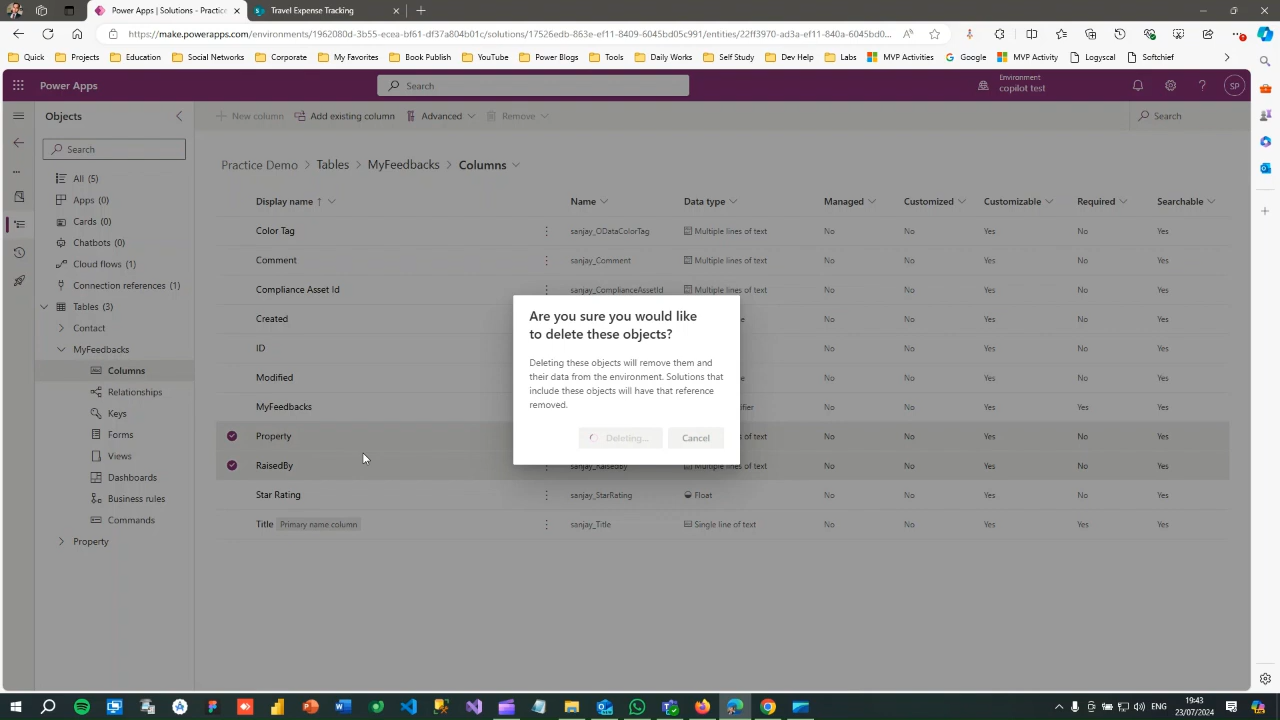 Power Apps | Solutions - Practic
Travel Expense Tracking
https://make.powerapps.com/environments/1962080d-3b55-ecea-bf61-df37a804b01c/solutions/17526edb-863e-ef11-8409-6045bd05c991/entities/22ff3970-ad3a-ef11-840a-6045bd0...
Quick
Projects
Education
Social Networks
Corporate
My Favorites
Book Publish
YouTube
Power Blogs
Tools
Daily Works
Self Study
Dev Help
Labs
MVP Activities
Google
MVP Activity
Logyscal
Softchief
Power Apps
Search
Environment
copilot test
SP
Objects
New column
Add existing column
Advanced
Remove
Search
Search
All (5)
Apps (0)
Cards (0)
Chatbots (0)
Cloud flows (1)
Connection references (1)
Tables (3)
Contact
MyFeedbacks
Columns
Relationships
Keys
Forms
Views
Dashboards
Business rules
Commands
Property
Practice Demo > Tables > MyFeedbacks > Columns
Display name ↑ Name Data type Managed Customized Customizable Required Searchable
Color Tag sanjay_ODataColorTag Multiple lines of text No No Yes No Yes
Comment sanjay_Comment Multiple lines of text No No Yes No Yes
Compliance Asset Id sanjay_ComplianceAssetId Multiple lines of text No No Yes No Yes
Created No No Yes No Yes
ID No No Yes No Yes
Modified No No Yes No Yes
MyFeedbacks No No Yes Yes Yes
Property s of text No No Yes No Yes
RaisedBy sanjay_RaisedBy Multiple lines of text No No Yes No Yes
Star Rating sanjay_StarRating Float No No Yes No Yes
Title Primary name column sanjay_Title Single line of text No No Yes Yes Yes
Are you sure you would like
to delete these objects?
Deleting these objects will remove them and
their data from the environment. Solutions that
include these objects will have that reference
removed.
Deleting...
Cancel
19:43
23/07/2024